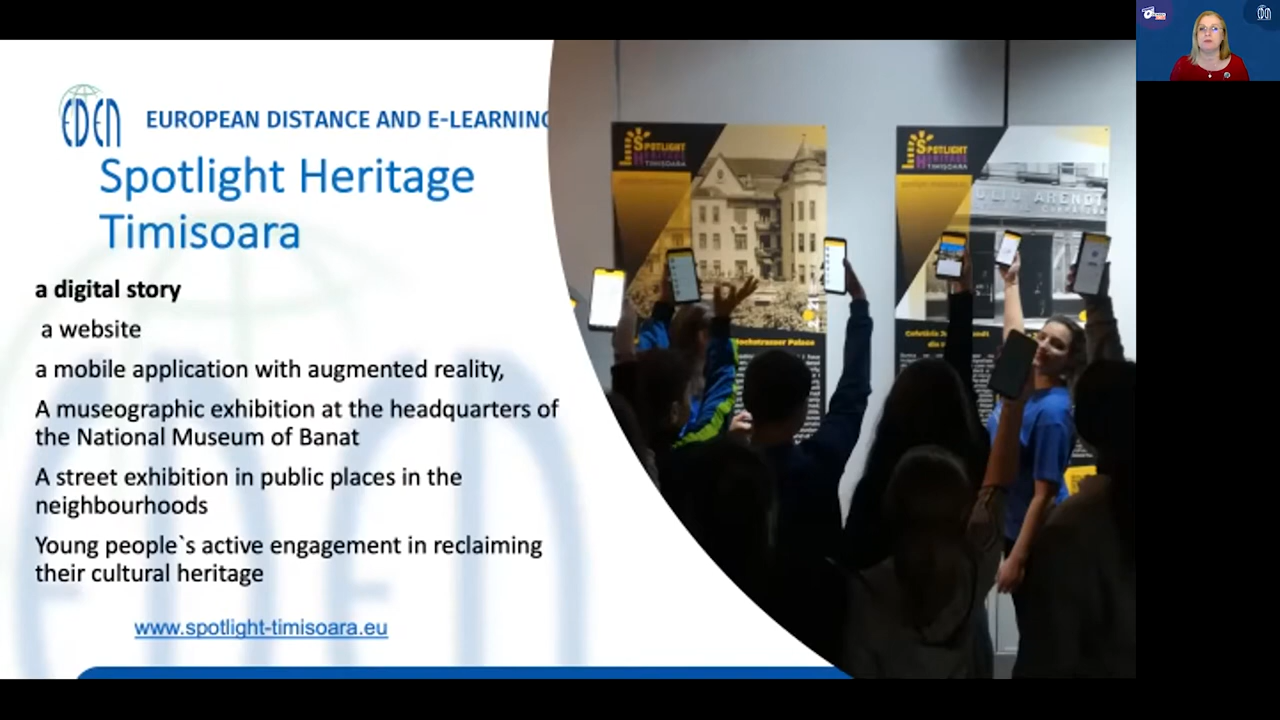 EDEN
EUROPEAN DISTANCE AND E-LEARNING
Spotlight Heritage
Timisoara
a digital story
a website
a mobile application with augmented reality,
A museographic exhibition at the headquarters of
the National Museum of Banat
A street exhibition in public places in the
neighbourhoods
Young people`s active engagement in reclaiming
their cultural heritage
www.spotlight-timisoara.eu
SPOTLIGHT
HERITAGE
TIMISOARA
SPOTLIGHT
HERITAGE
TIMISOARA
ARENDT
Palace